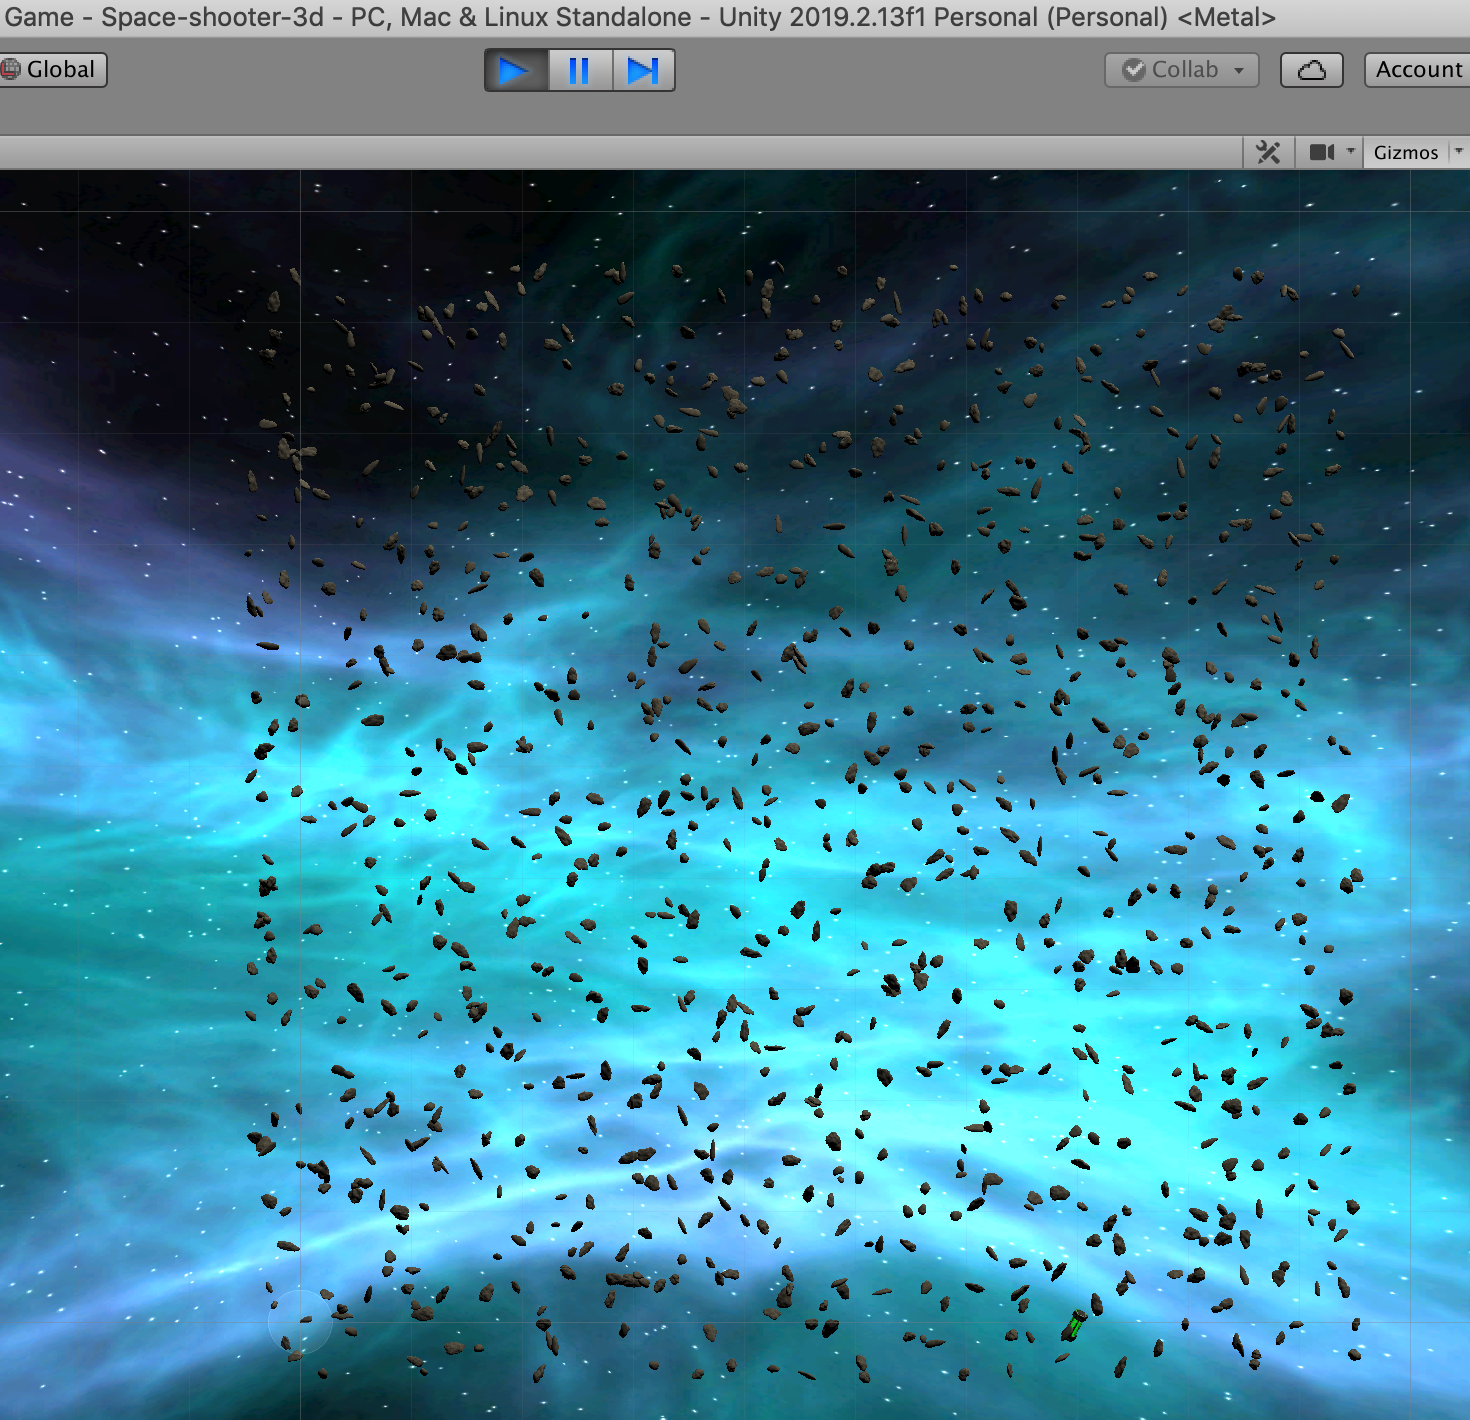 Game - Space-shooter-3d - PC, Mac & Linux Standalone - Unity 2019.2.13f1 Personal (Personal) <Metal>
Global
Collab
Account
Gizmos